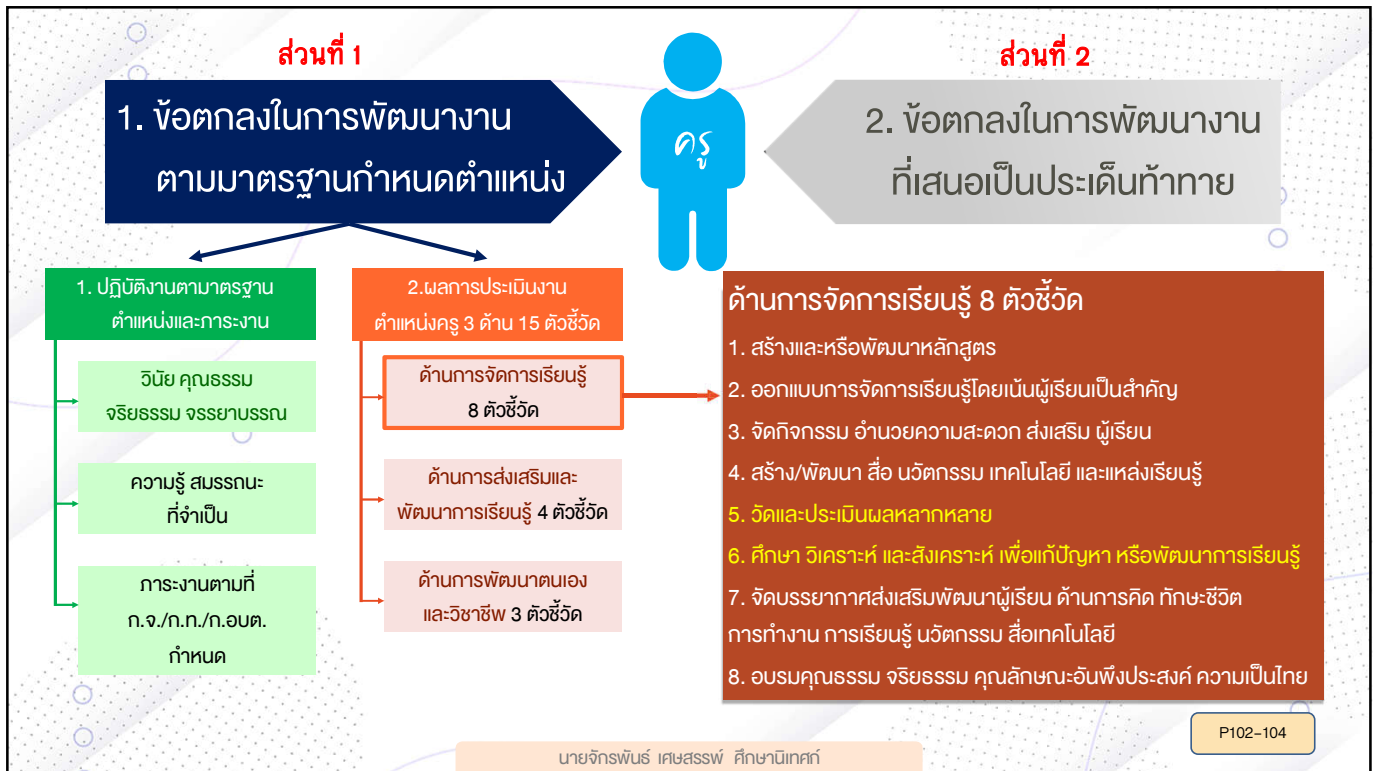 ส่วนที่ 1
1. ข้อตกลงในการพัฒนางาน
ตามมาตรฐานกำหนดตำแหน่ง
ครู
ส่วนที่ 2
2. ข้อตกลงในการพัฒนางาน
ที่เสนอเป็นประเด็นท้าทาย
1. ปฏิบัติงานตามาตรฐาน
ตำแหน่งและภาระงาน
วินัย คุณธรรม
จริยธรรม จรรยาบรรณ
ความรู้ สมรรถนะ
ที่จำเป็น
ภาระงานตามที่
ก.จ./ก.ท./ก.อบต.
กำหนด
2.ผลการประเมินงาน
ตำแหน่งครู 3 ด้าน 15 ตัวชี้วัด
ด้านการจัดการเรียนรู้
8 ตัวชี้วัด
ด้านการส่งเสริมและ
พัฒนาการเรียนรู้ 4 ตัวชี้วัด
ด้านการพัฒนาตนเอง
และวิชาชีพ 3 ตัวชี้วัด
ด้านการจัดการเรียนรู้ 8 ตัวชี้วัด
1. สร้างและหรือพัฒนาหลักสูตร
2. ออกแบบการจัดการเรียนรู้โดยเน้นผู้เรียนเป็นสำคัญ
3. จัดกิจกรรม อำนวยความสะดวก ส่งเสริม ผู้เรียน
4. สร้าง/พัฒนา สื่อ นวัตกรรม เทคโนโลยี และแหล่งเรียนรู้
5. วัดและประเมินผลหลากหลาย
6. ศึกษา วิเคราะห์ และสังเคราะห์ เพื่อแก้ปัญหา หรือพัฒนาการเรียนรู้
7. จัดบรรยากาศส่งเสริมพัฒนาผู้เรียน ด้านการคิด ทักษะชีวิต
การทำงาน การเรียนรู้ นวัตกรรม สื่อเทคโนโลยี
8. อบรมคุณธรรม จริยธรรม คุณลักษณะอันพึงประสงค์ ความเป็นไทย
P102-104
นายจักรพันธ์ เศษสรรพ์ ศึกษานิเทศก์